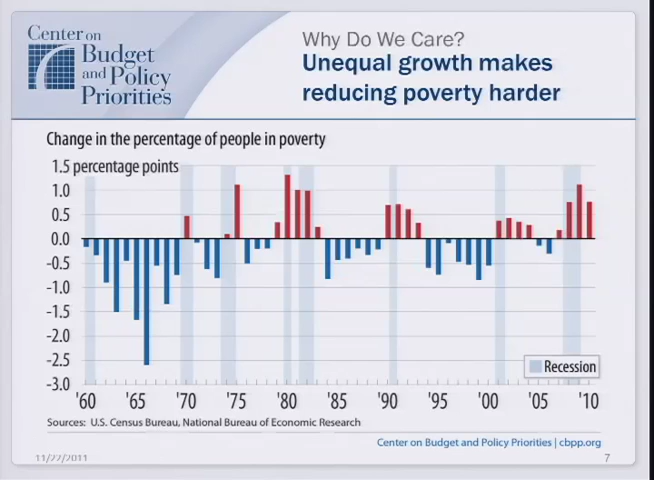 Center on
Budget
and Policy
Priorities
Why Do We Care?
Unequal growth makes
reducing poverty harder
Change in the percentage of people in poverty
1.5 percentage points
1.0
0.5
0.0
-0.5
-1.0
-1.5
-2.0
-2.5
-3.0
Recession
'60 '65 '70 '75 '80 '85 '90 '95 '00 '05 '10
Sources: U.S. Census Bureau, National Bureau of Economic Research
Center on Budget and Policy Priorities | cbpp.org
11/22/2011
7